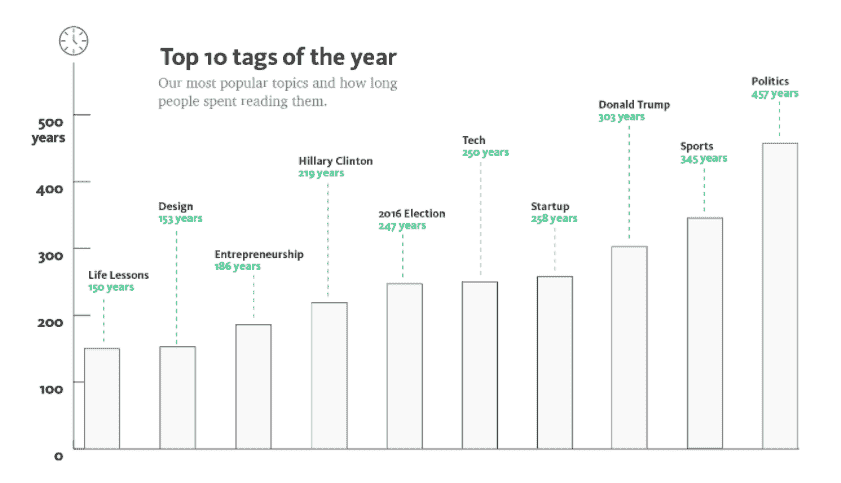 Top 10 tags of the year
Our most popular topics and how long
people spent reading them.
500
years
400
300
200
100
0
Life Lessons
150 years
Design
153 years
Entrepreneurship
186 years
Hillary Clinton
219 years
2016 Election
247 years
Tech
250 years
Startup
258 years
Donald Trump
303 years
Sports
345 years
Politics
457 years